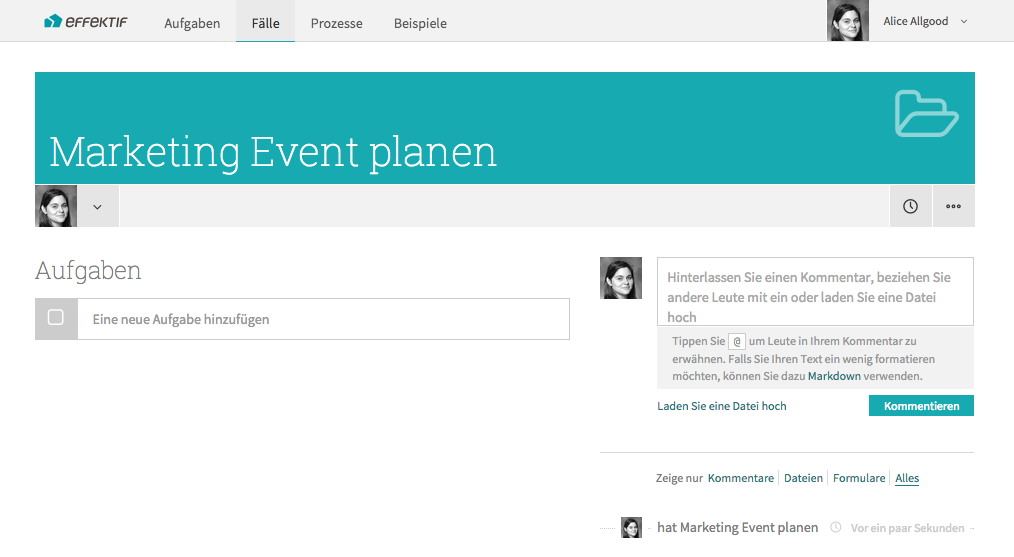 effektif Aufgaben Fälle Prozesse Beispiele Alice Allgood
Marketing Event planen
Aufgaben
Eine neue Aufgabe hinzufügen
Hinterlassen Sie einen Kommentar, beziehen Sie
andere Leute mit ein oder laden Sie eine Datei
hoch
Tippen Sie @ um Leute in Ihrem Kommentar zu
erwähnen. Falls Sie Ihren Text ein wenig formatieren
möchten, können Sie dazu Markdown verwenden.
Laden Sie eine Datei hoch Kommentieren
Zeige nur Kommentare Dateien Formulare Alles
hat Marketing Event planen Vor ein paar Sekunden